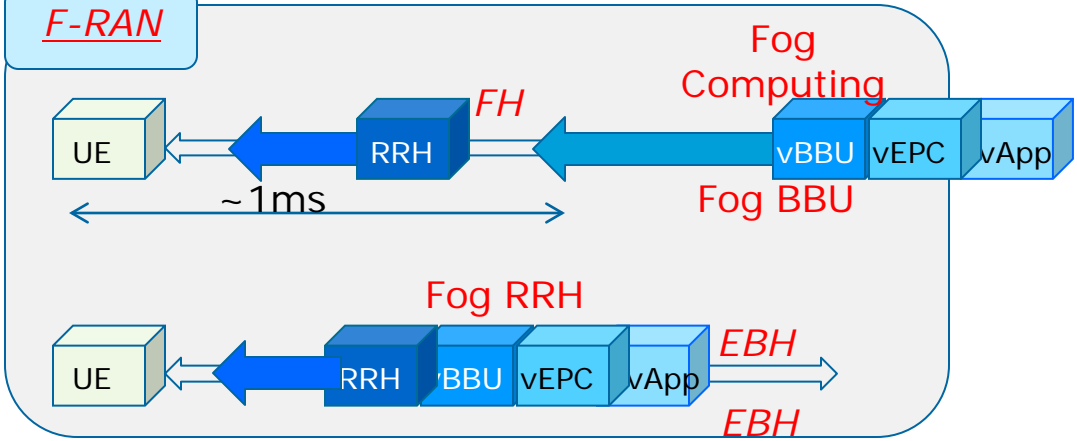 F-RAN
Fog
Computing
FH
UE
RRH
vBBU
vEPC
vApp
~1ms
Fog BBU
Fog RRH
EBH
UE
RRH
vBBU
vEPC
vApp
EBH